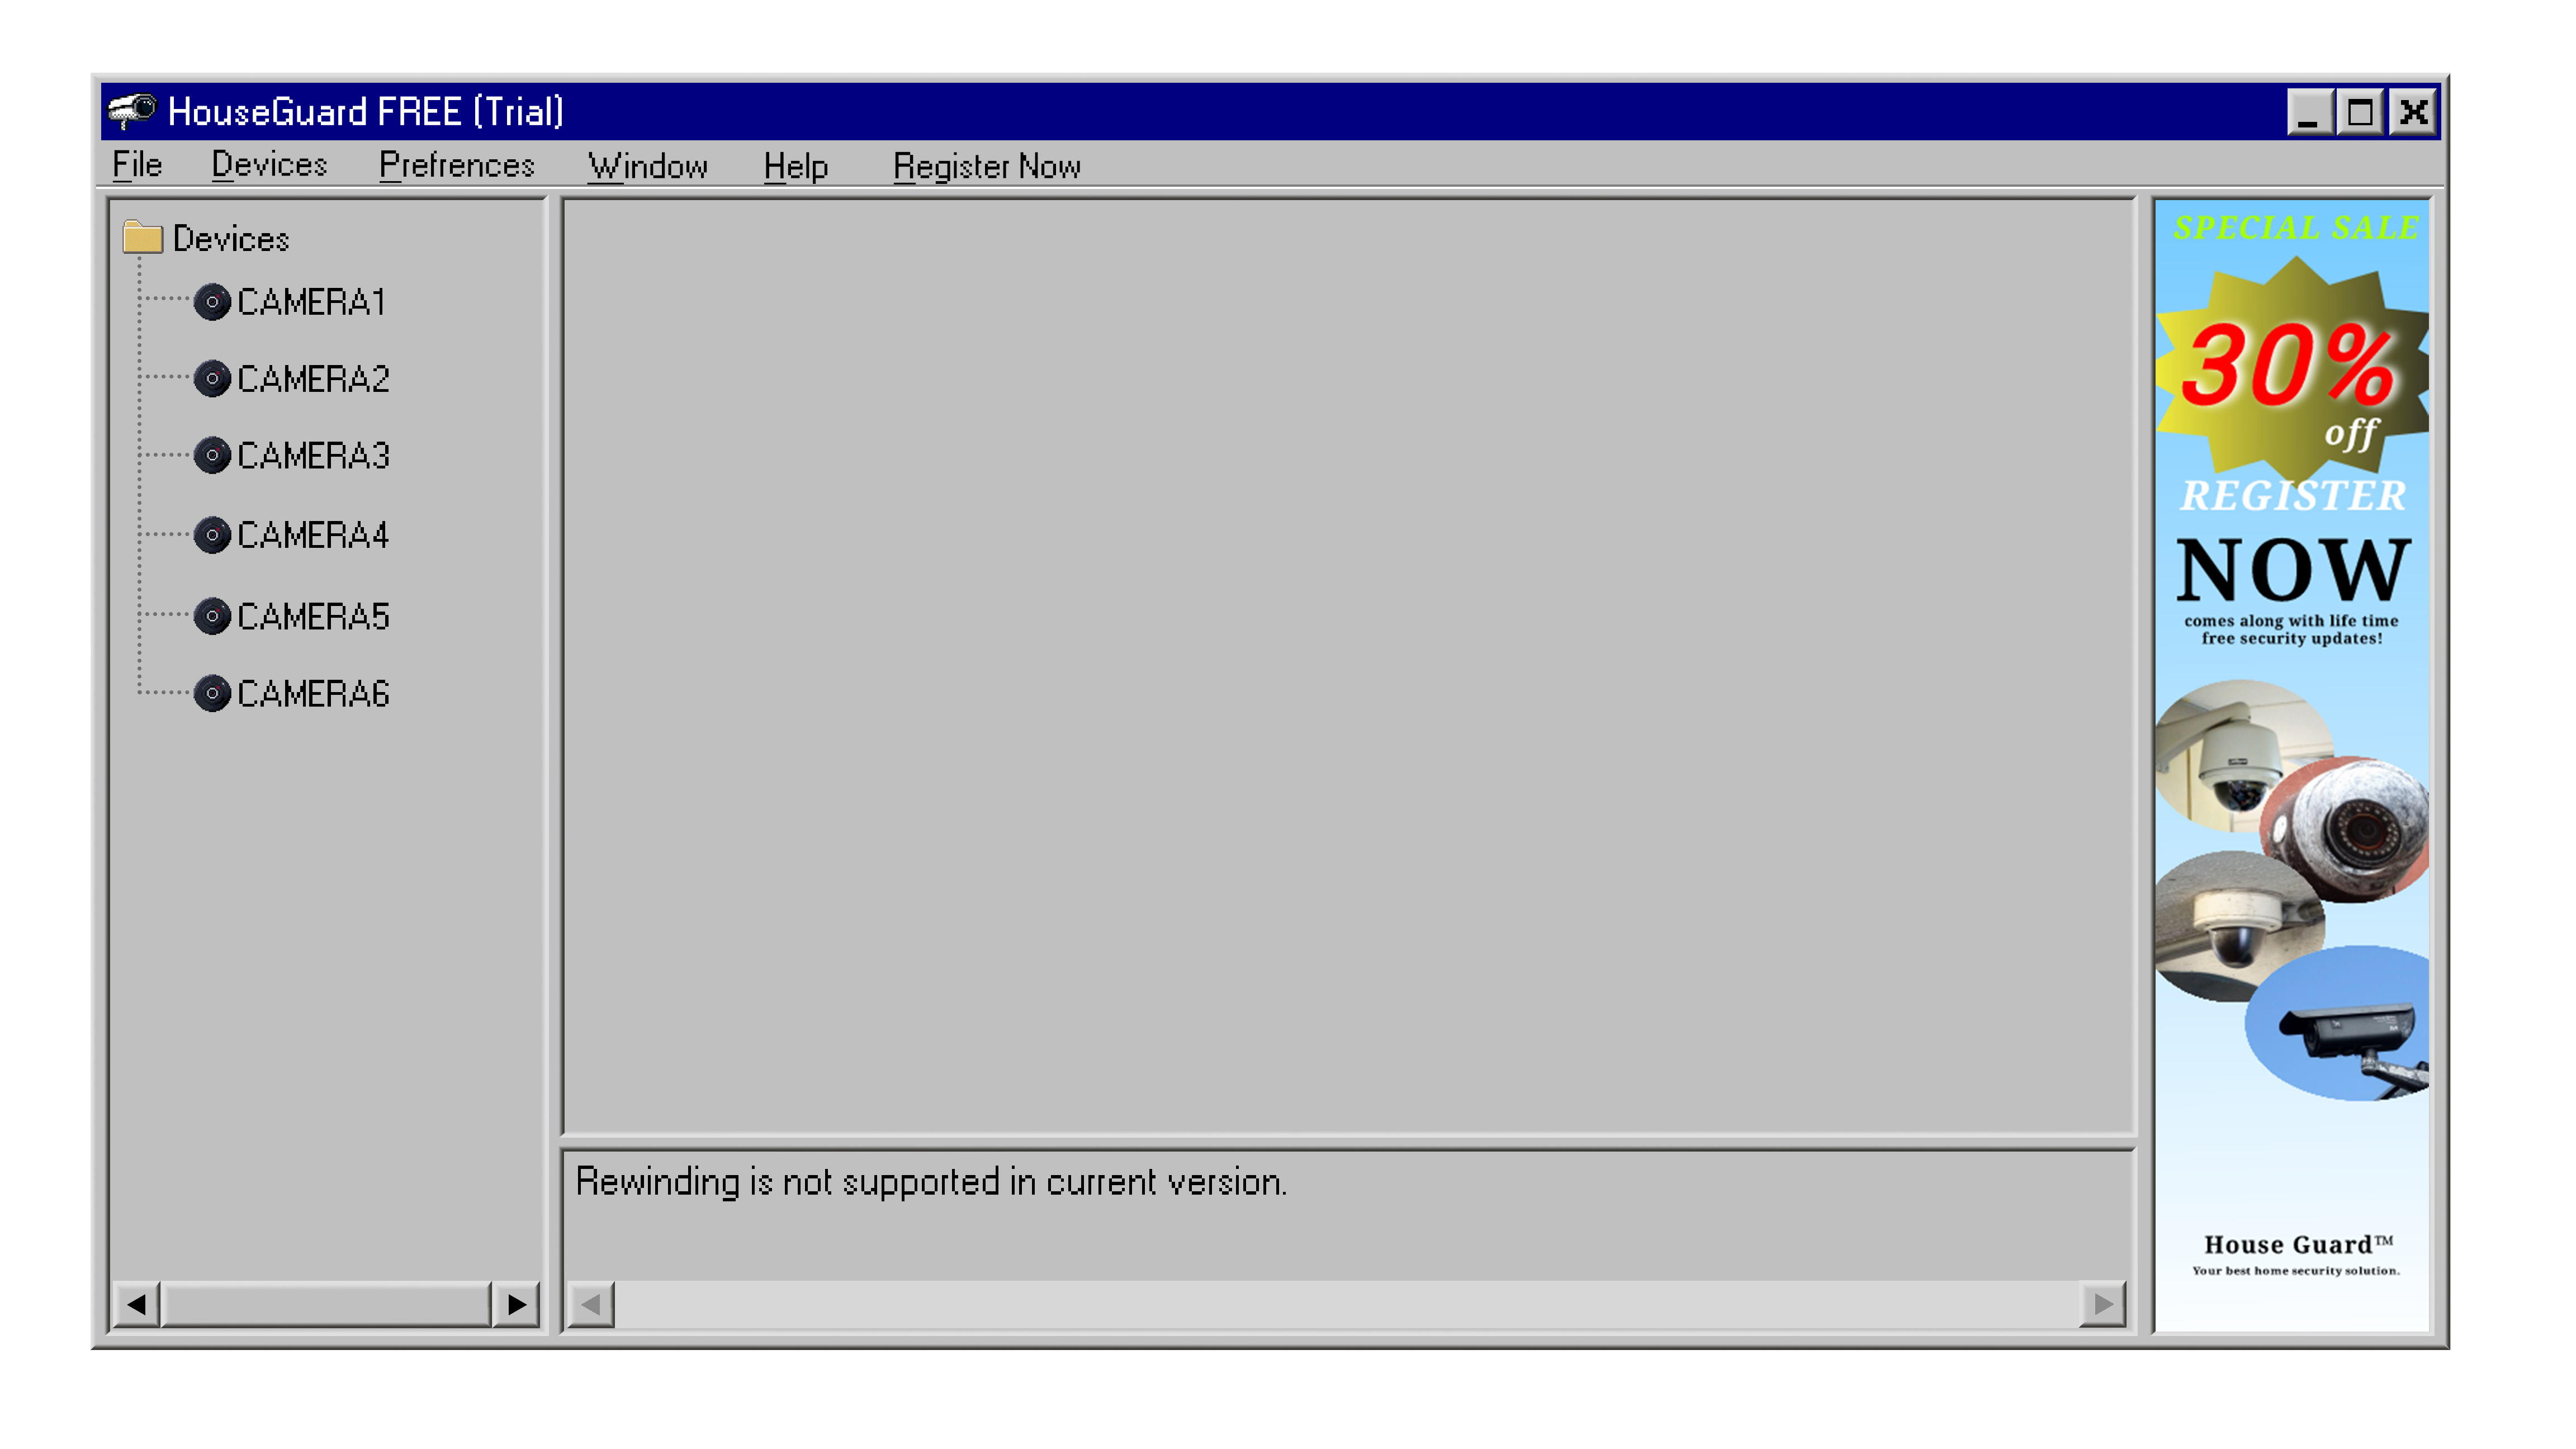 HouseGuard FREE (Trial)
File Devices Prefrences Window Help Register Now
Devices
CAMERA1
CAMERA2
CAMERA3
CAMERA4
CAMERA5
CAMERA6
Rewinding is not supported in current version.
SPECIAL SALE
30%
off
REGISTER
NOW
comes along with life time
free security updates!
House Guard™
Your best home security solution.